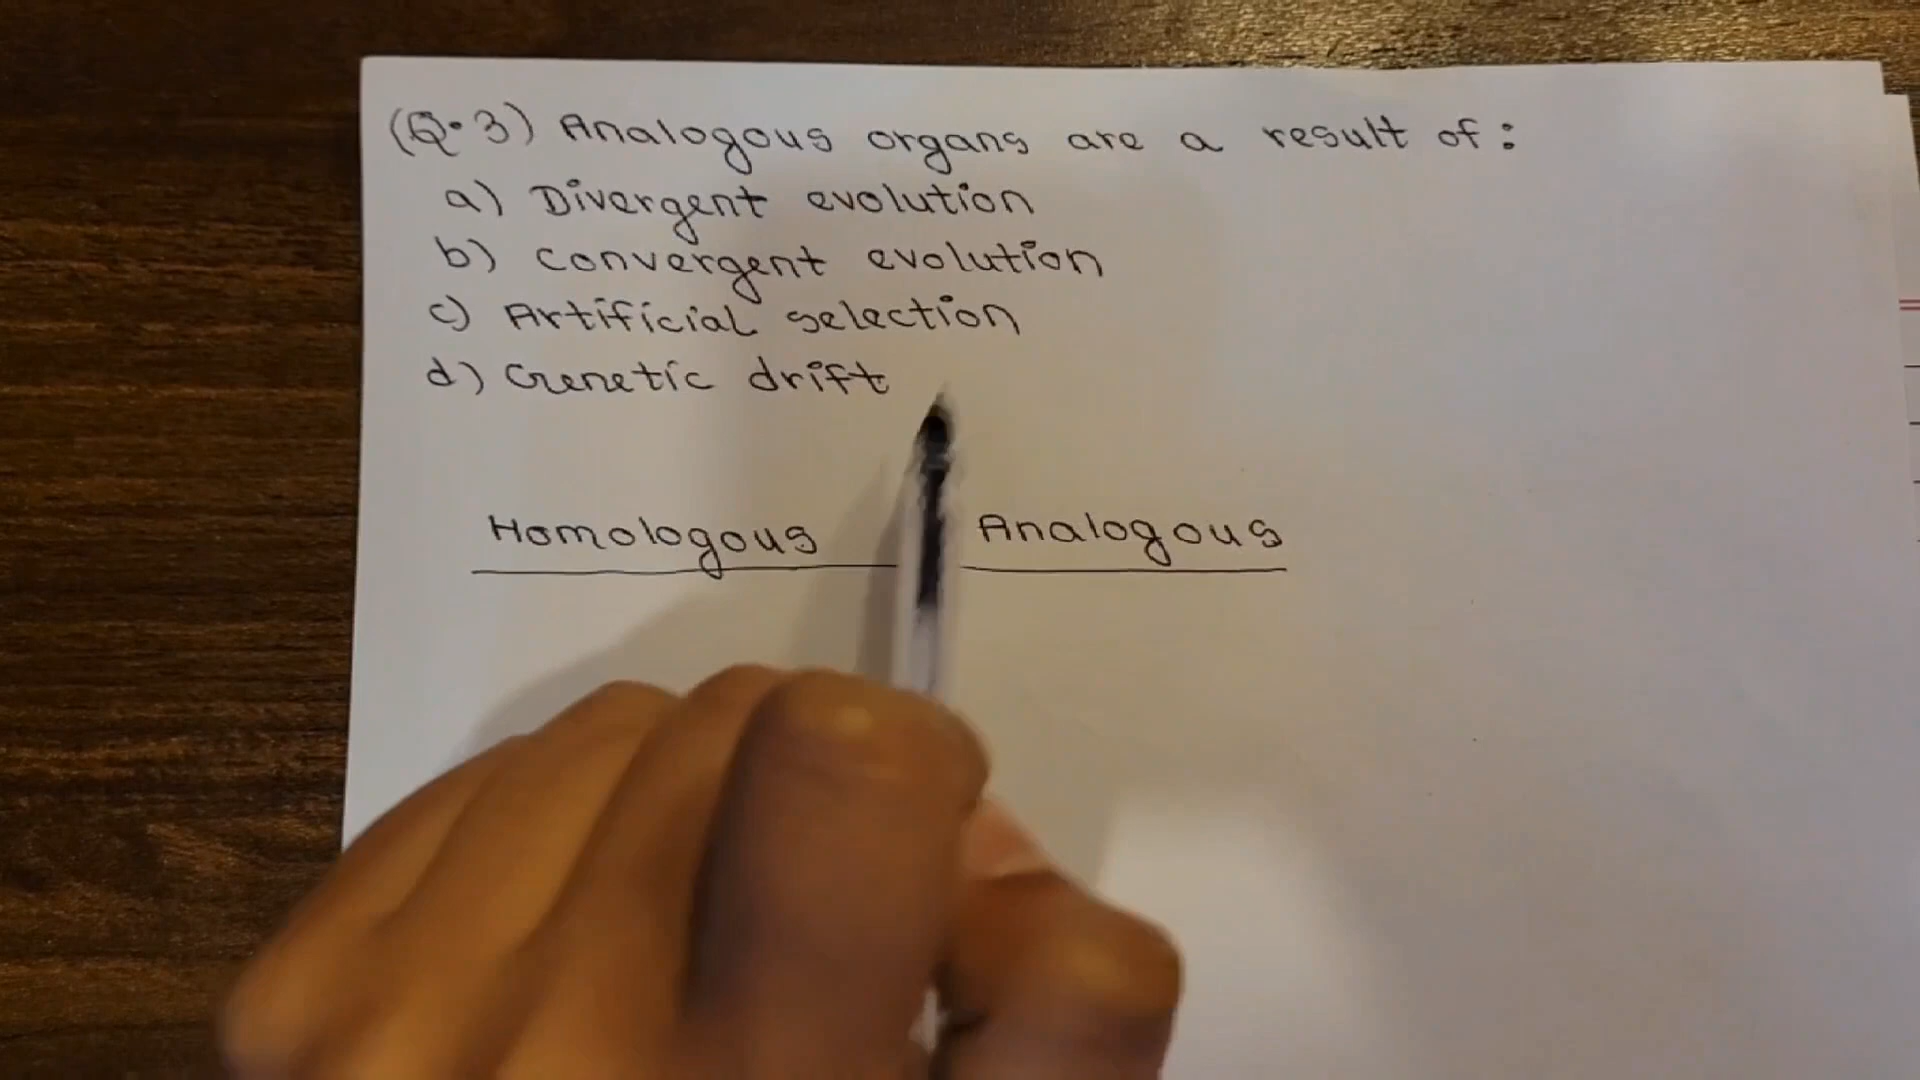 (Q.3) Analogous organs are a result of:
a) Divergent evolution
b) convergent evolution
c) Artificial selection
d) Genetic drift
Homologous Analogous